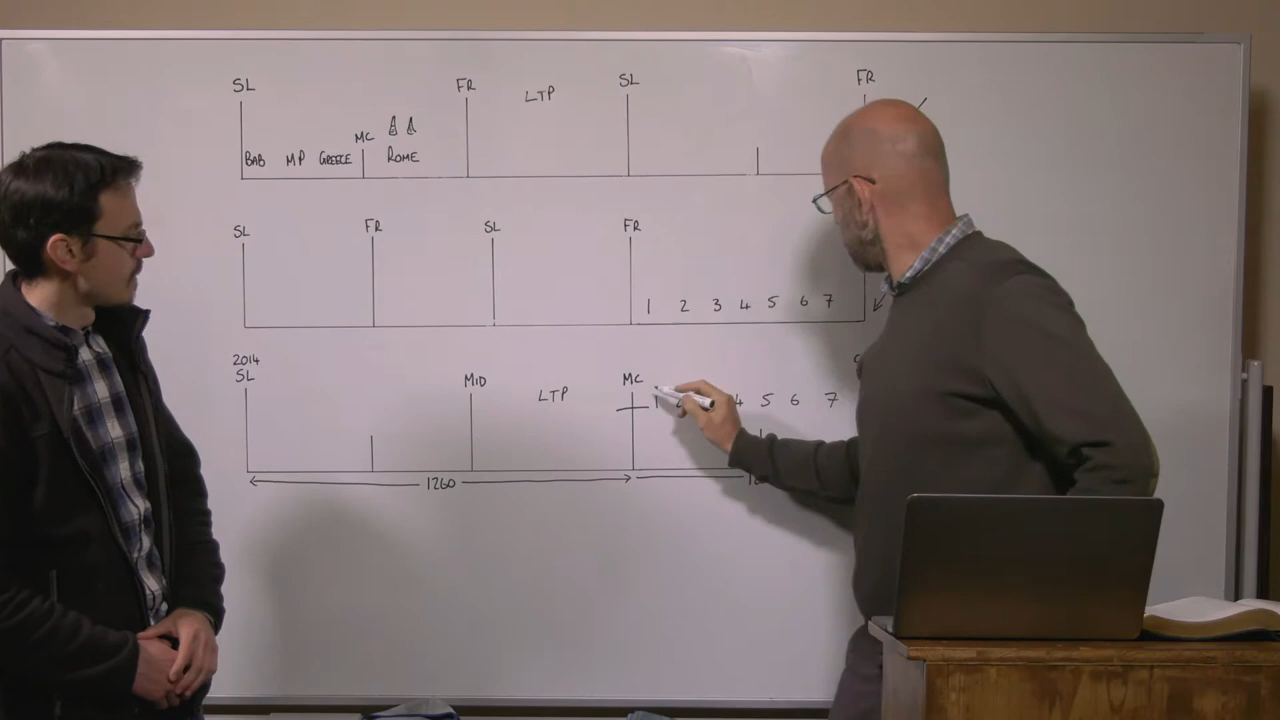 SL FR LTP SL FR
MC
BAB MP GREECE ROME
SL FR SL FR
1 2 3 4 5 6 7
2014
SL MID LTP MC
1 4 5 6 7
1260